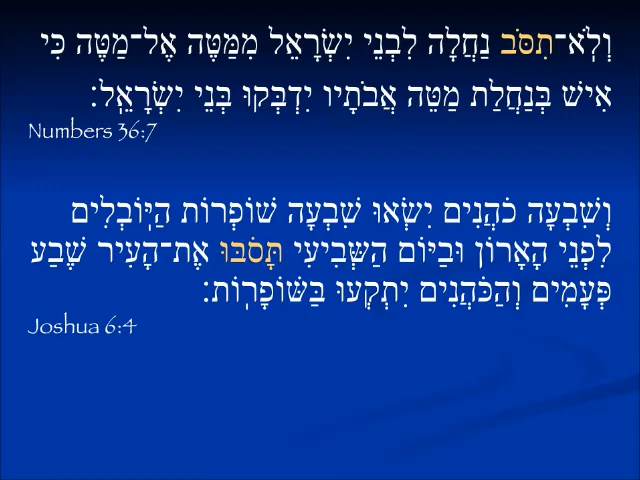 וְלֹא־תִסֹּב נַחֲלָה לִבְנֵי יִשְׂרָאֵל מִמַּטֶּה אֶל־מַטֶּה כִּי
אִישׁ בְּנַחֲלַת מַטֵּה אֲבֹתָיו יִדְבְּקוּ בְּנֵי יִשְׂרָאֵל׃
Numbers 36:7
וְשִׁבְעָה כֹהֲנִים יִשְׂאוּ שִׁבְעָה שׁוֹפְרוֹת הַיּוֹבְלִים
לִפְנֵי הָאָרוֹן וּבַיּוֹם הַשְּׁבִיעִי תָּסֹבּוּ אֶת־הָעִיר שֶׁבַע
פְּעָמִים וְהַכֹּהֲנִים יִתְקְעוּ בַּשּׁוֹפָרוֹת׃
Joshua 6:4